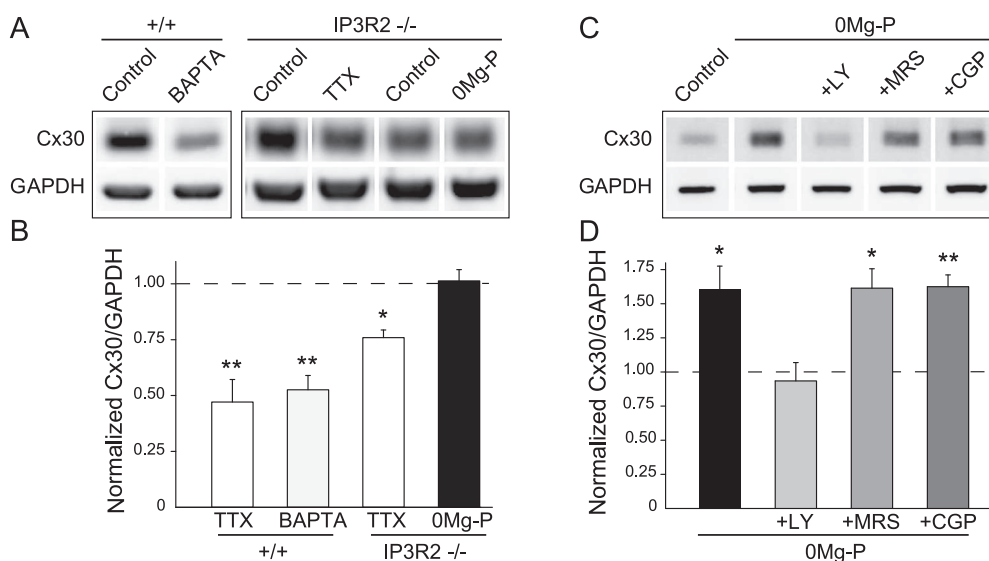 A
+/+
IP3R2 -/-
Control
BAPTA
Control
TTX
Control
0Mg-P
Cx30
GAPDH
B
Normalized Cx30/GAPDH
1.00
0.75
0.50
0.25
0
**
**
*
TTX
BAPTA
TTX
0Mg-P
+/+
IP3R2 -/-
C
0Mg-P
Control
+LY
+MRS
+CGP
Cx30
GAPDH
D
Normalized Cx30/GAPDH
1.75
1.50
1.00
0.75
0.50
0.25
0
*
*
**
+LY
+MRS
+CGP
0Mg-P